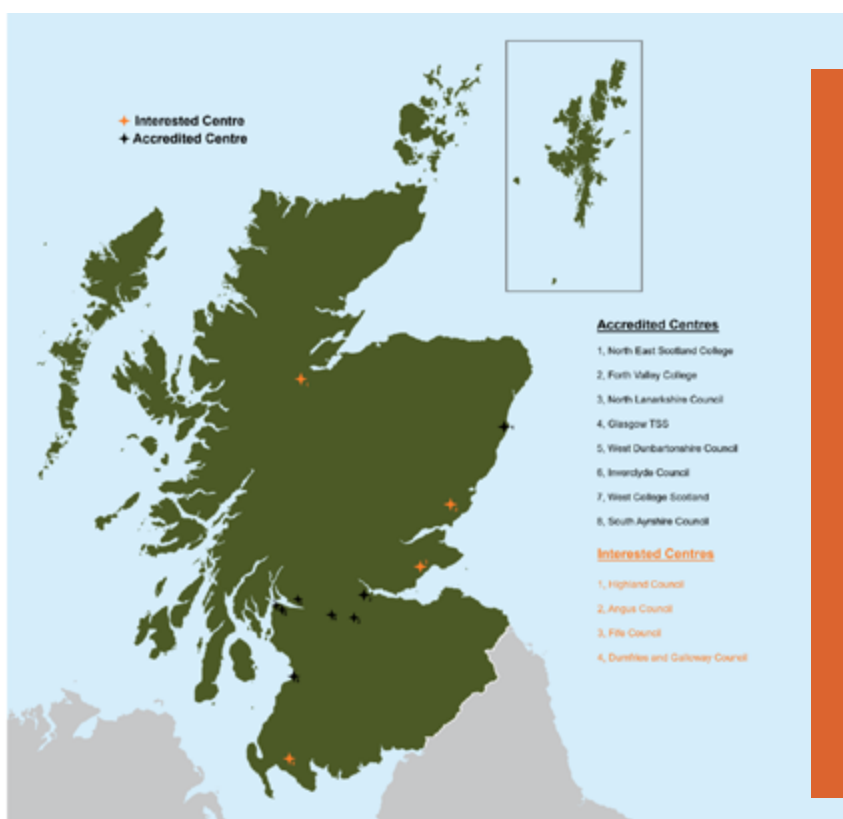 Interested Centre
Accredited Centre
Accredited Centres
1, North East Scotland College
2, Forth Valley College
3, North Lanarkshire Council
4, Glasgow TSS
5, West Dunbartonshire Council
6, Inverclyde Council
7, West College Scotland
8, South Ayrshire Council
Interested Centres
1, Highland Council
2, Angus Council
3, Fife Council
4, Dumfries and Galloway Council